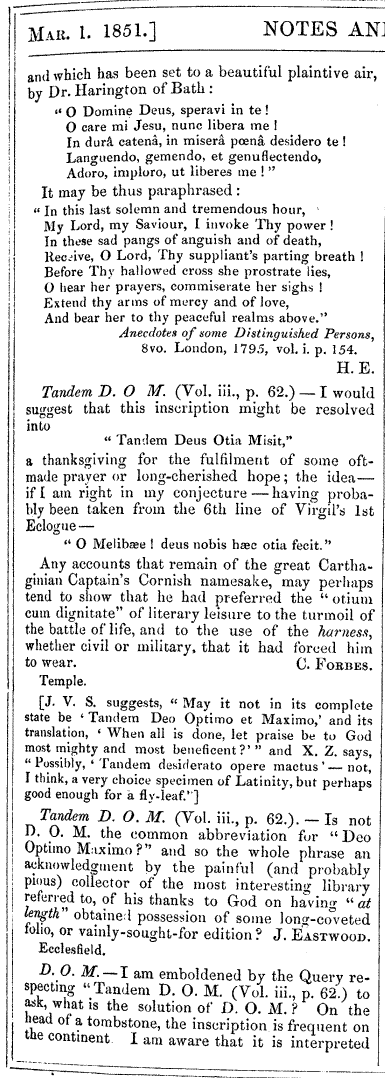 MAR. 1. 1851.] NOTES AN
and which has been set to a beautiful plaintive air,
by Dr. Harington of Bath:
"O Domine Deus, speravi in te!
O care mi Jesu, nunc libera me!
In durâ catenâ, in miserâ pœnâ desidero te!
Languendo, gemendo, et genuflectendo,
Adoro, imploro, ut liberes me!"
It may be thus paraphrased:
"In this last solemn and tremendous hour,
My Lord, my Saviour, I invoke Thy power!
In these sad pangs of anguish and of death,
Receive, O Lord, Thy suppliant's parting breath!
Before Thy hallowed cross she prostrate lies,
O hear her prayers, commiserate her sighs!
Extend thy arms of mercy and of love,
And bear her to thy peaceful realms above."
Anecdotes of some Distinguished Persons,
8vo. London, 1795, vol. i. p. 154.
H. E.
Tandem D. O M. (Vol. iii., p. 62.)—I would
suggest that this inscription might be resolved
into
"Tandem Deus Otia Misit,"
a thanksgiving for the fulfilment of some oft-
made prayer or long-cherished hope; the idea—
if I am right in my conjecture—having proba-
bly been taken from the 6th line of Virgil's 1st
Eclogue—
"O Melibæe! deus nobis hæc otia fecit."
Any accounts that remain of the great Cartha-
ginian Captain's Cornish namesake, may perhaps
tend to show that he had preferred the "otium
cum dignitate" of literary leisure to the turmoil of
the battle of life, and to the use of the harness,
whether civil or military, that it had forced him
to wear. C. FORBES.
Temple.
[J. V. S. suggests, "May it not in its complete
state be 'Tandem Deo Optimo et Maximo,' and its
translation, 'When all is done, let praise be to God
most mighty and most beneficent?'" and X. Z. says,
"Possibly, 'Tandem desiderato opere mactus'—not,
I think, a very choice specimen of Latinity, but perhaps
good enough for a fly-leaf."]
Tandem D. O. M. (Vol. iii., p. 62.).—Is not
D. O. M. the common abbreviation for "Deo
Optimo Maximo?" and so the whole phrase an
acknowledgment by the painful (and probably
pious) collector of the most interesting library
referred to, of his thanks to God on having "at
length" obtained possession of some long-coveted
folio, or vainly-sought-for edition? J. EASTWOOD.
Ecclesfield.
D. O. M.—I am emboldened by the Query re-
specting "Tandem D. O. M. (Vol. iii., p. 62.) to
ask, what is the solution of D. O. M.? On the
head of a tombstone, the inscription is frequent on
the continent I am aware that it is interpreted